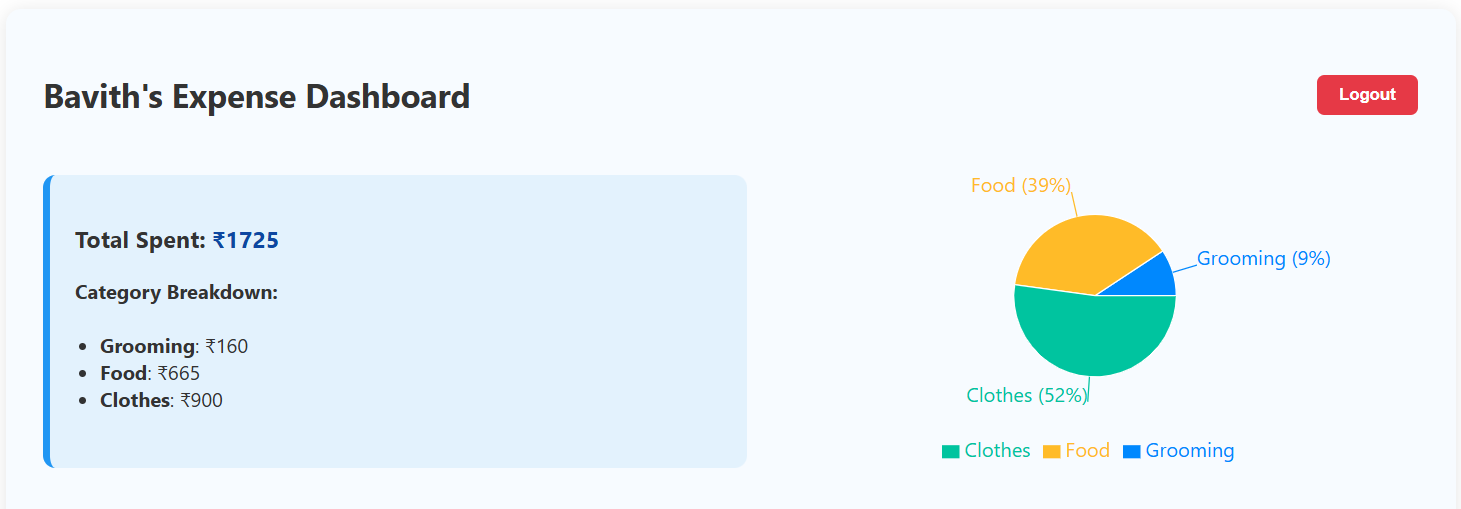 Bavith's Expense Dashboard
Logout
Total Spent: ₹1725
Category Breakdown:
Grooming: ₹160
Food: ₹665
Clothes: ₹900
Food (39%)
Grooming (9%)
Clothes (52%)
Clothes Food Grooming